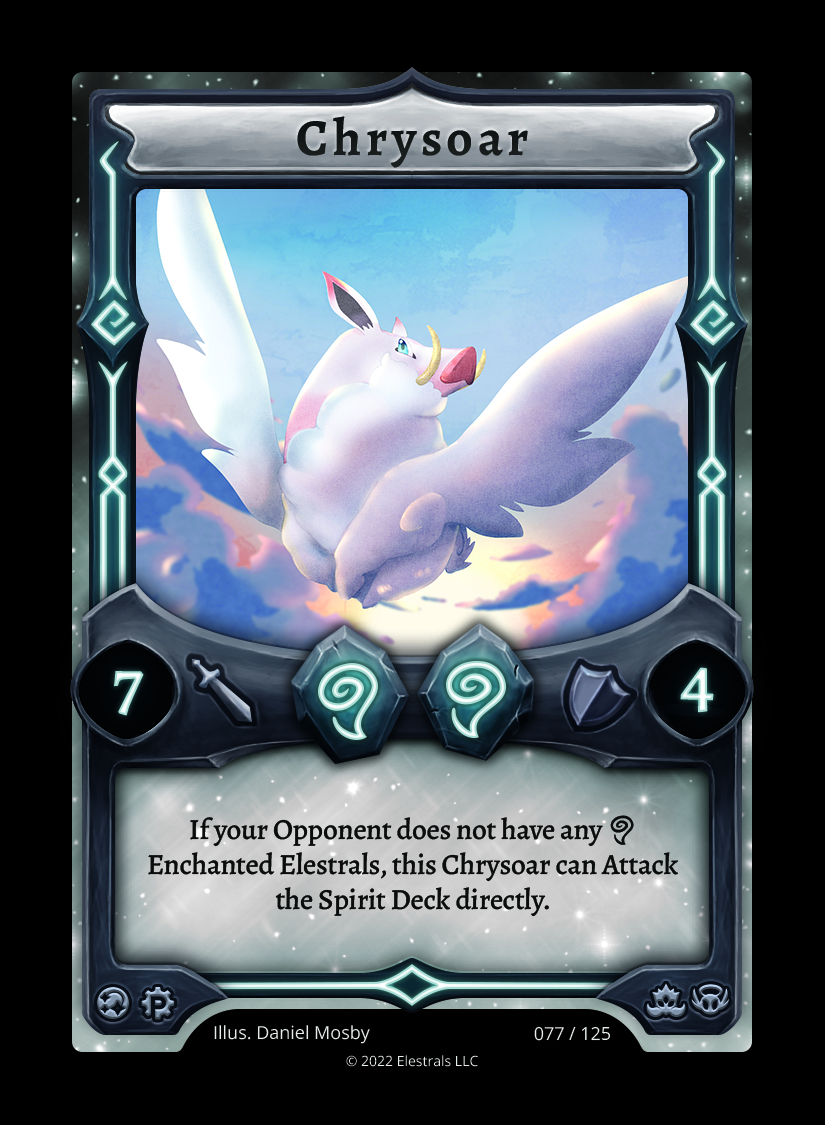 Chrysoar
7
4
If your Opponent does not have any
Enchanted Elestrals, this Chrysoar can Attack
the Spirit Deck directly.
P
Illus. Daniel Mosby
077 / 125
© 2022 Elestrals LLC